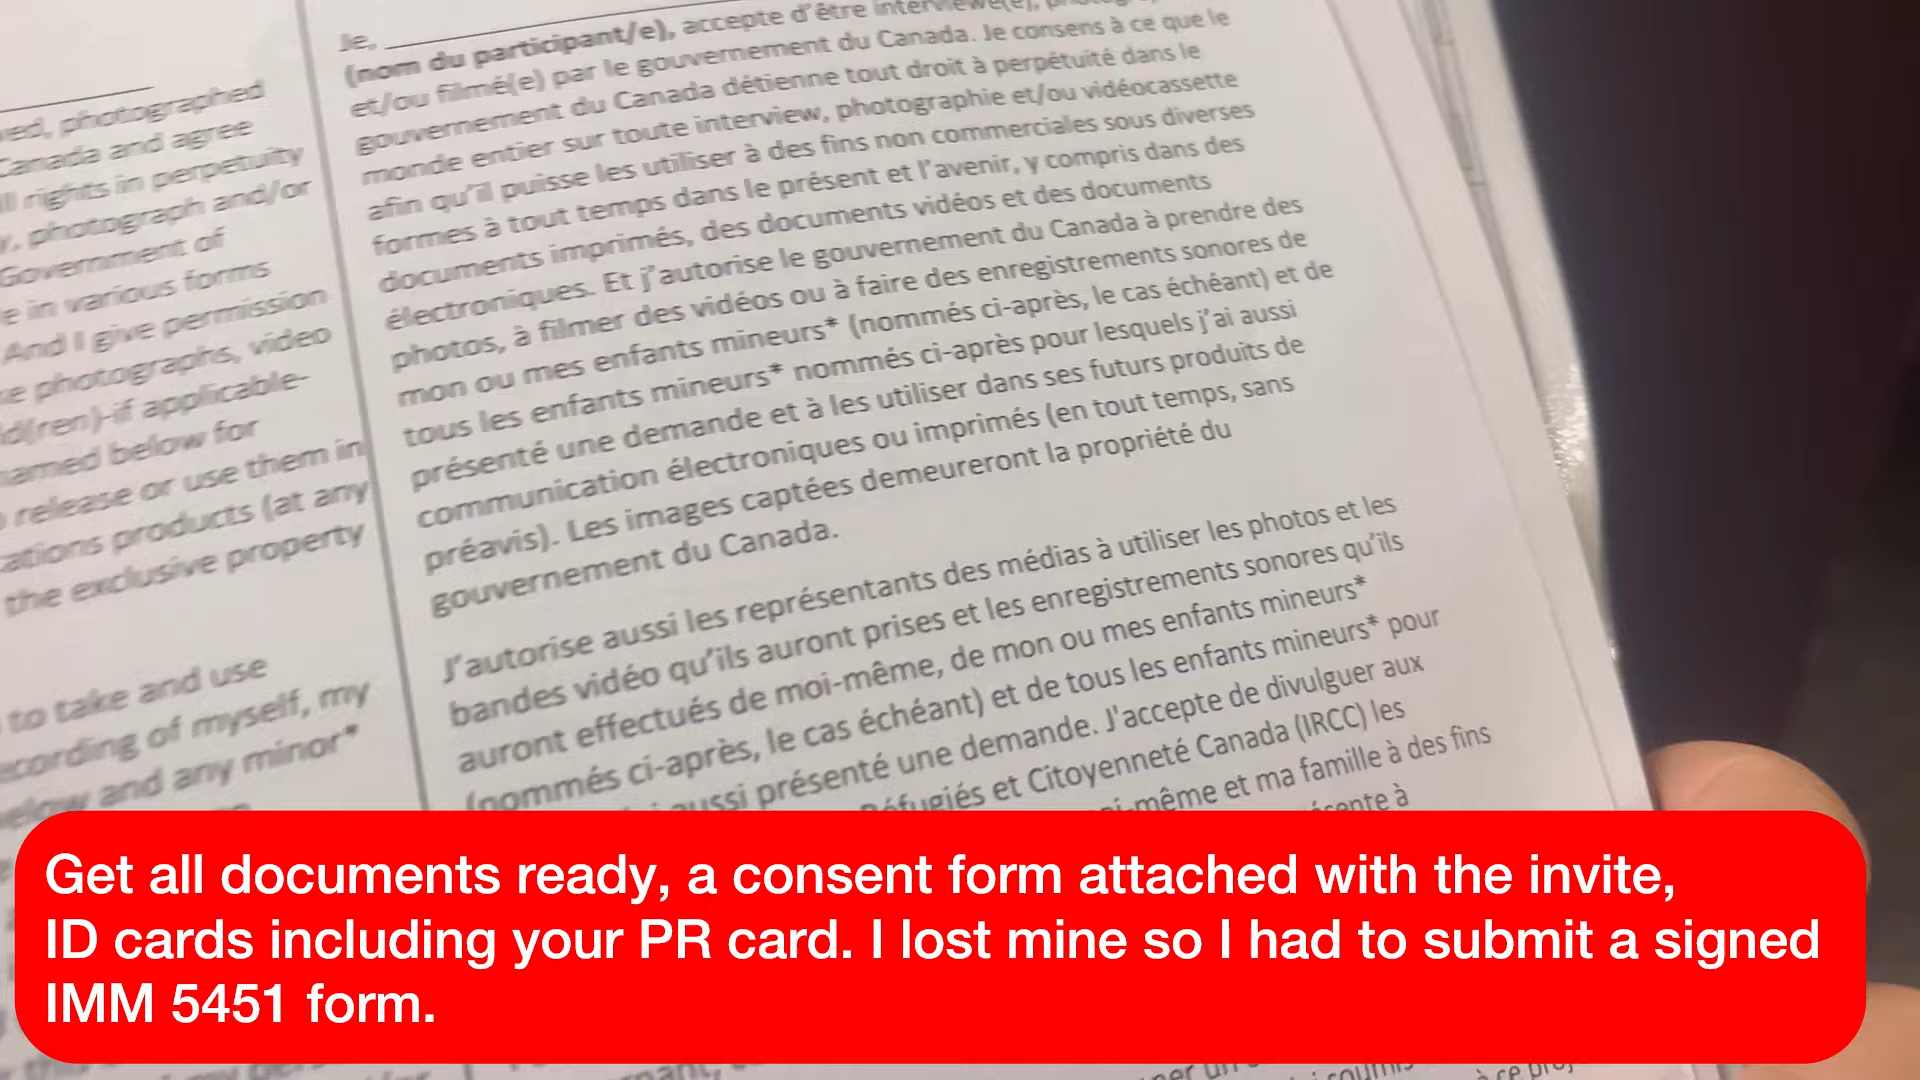 ved, photographed
Canada and agree
ll rights in perpetuity
, photograph and/or
Government of
e in various forms
And I give permission
ke photographs, video
ld(ren)-if applicable-
named below for
release or use them in
cations products (at any
the exclusive property
to take and use
ecording of myself, my
elow and any minor*
Je,
(nom du participant/e), accepte d'être interviewé(e),
et/ou filmé(e) par le gouvernement du Canada. Je consens à ce que le
gouvernement du Canada détienne tout droit à perpétuité dans le
monde entier sur toute interview, photographie et/ou vidéocassette
afin qu'il puisse les utiliser à des fins non commerciales sous diverses
formes à tout temps dans le présent et l'avenir, y compris dans des
documents imprimés, des documents vidéos et des documents
électroniques. Et j'autorise le gouvernement du Canada à prendre des
photos, à filmer des vidéos ou à faire des enregistrements sonores de
mon ou mes enfants mineurs* (nommés ci-après, le cas échéant) et de
tous les enfants mineurs* nommés ci-après pour lesquels j'ai aussi
présenté une demande et à les utiliser dans ses futurs produits de
communication électroniques ou imprimés (en tout temps, sans
préavis). Les images captées demeureront la propriété du
gouvernement du Canada.
J'autorise aussi les représentants des médias à utiliser les photos et les
bandes vidéo qu'ils auront prises et les enregistrements sonores qu'ils
auront effectués de moi-même, de mon ou mes enfants mineurs*
(nommés ci-après, le cas échéant) et de tous les enfants mineurs* pour
aussi présenté une demande. J'accepte de divulguer aux
Réfugiés et Citoyenneté Canada (IRCC) les
moi-même et ma famille à des fins
Get all documents ready, a consent form attached with the invite,
ID cards including your PR card. I lost mine so I had to submit a signed
IMM 5451 form.